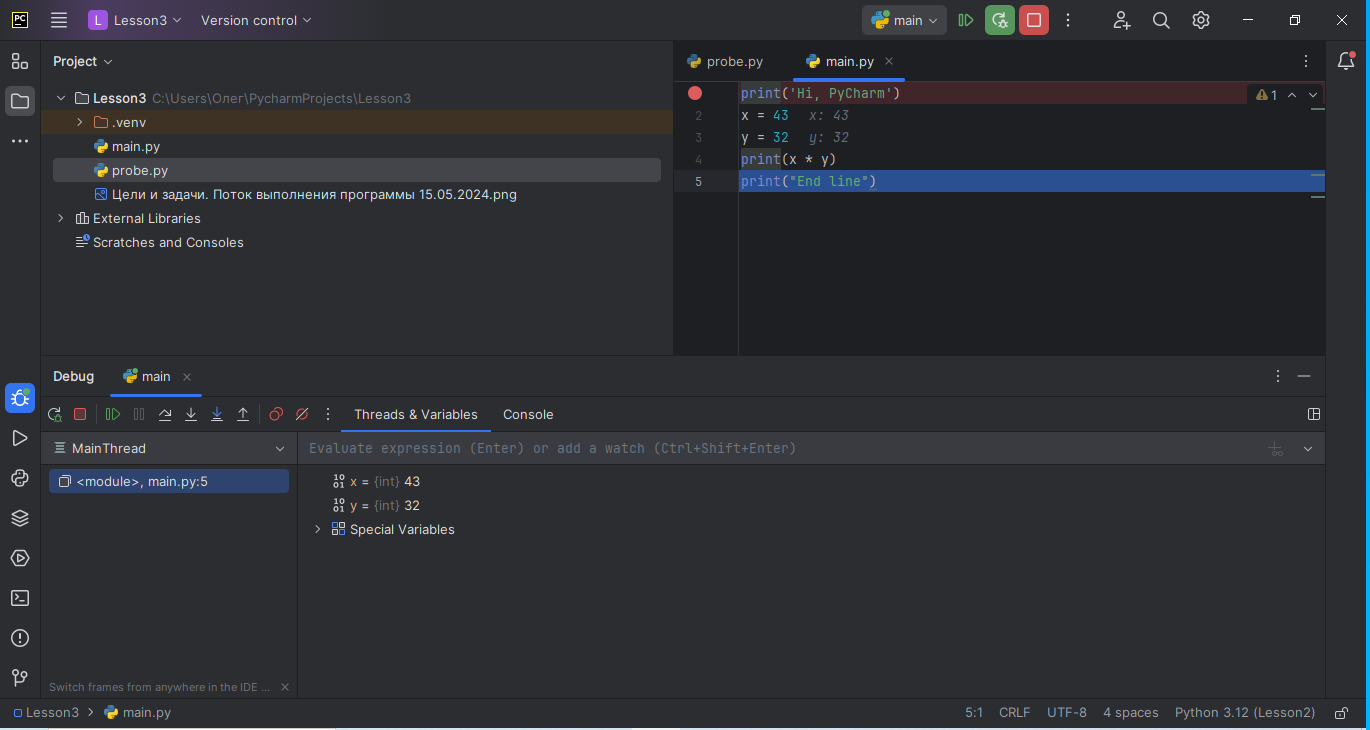 PC L Lesson3 Version control main
Project
probe.py main.py
Lesson3 C:\Users\Олег\PycharmProjects\Lesson3
.venv
main.py
probe.py
Цели и задачи. Поток выполнения программы 15.05.2024.png
External Libraries
Scratches and Consoles
print('Hi, PyCharm') 1
2 x = 43 x: 43
3 y = 32 y: 32
4 print(x * y)
5 print("End line")
Debug main
Threads & Variables Console
MainThread
Evaluate expression (Enter) or add a watch (Ctrl+Shift+Enter)
<module>, main.py:5
10 01 x = {int} 43
10 01 y = {int} 32
Special Variables
Switch frames from anywhere in the IDE ...
Lesson3 main.py 5:1 CRLF UTF-8 4 spaces Python 3.12 (Lesson2)